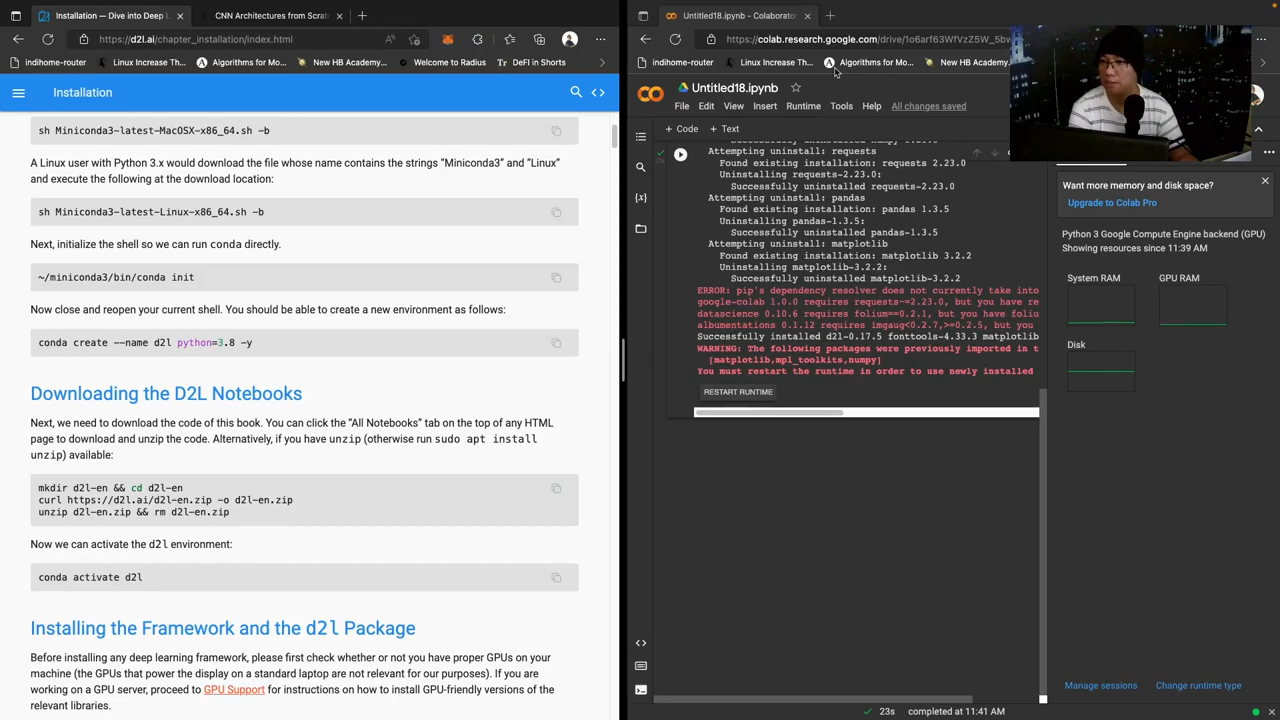 Installation — Dive into Deep L
CNN Architectures from Scrat
https://d2l.ai/chapter_installation/index.html
indihome-router
Linux Increase Th...
Algorithms for Mo...
New HB Academy...
Welcome to Radius
DeFi in Shorts
Installation
sh Miniconda3-latest-MacOSX-x86_64.sh -b
A Linux user with Python 3.x would download the file whose name contains the strings “Miniconda3” and “Linux”
and execute the following at the download location:
sh Miniconda3-latest-Linux-x86_64.sh -b
Next, initialize the shell so we can run conda directly.
~/miniconda3/bin/conda init
Now close and reopen your current shell. You should be able to create a new environment as follows:
conda create --name d2l python=3.8 -y
Downloading the D2L Notebooks
Next, we need to download the code of this book. You can click the “All Notebooks” tab on the top of any HTML
page to download and unzip the code. Alternatively, if you have unzip (otherwise run sudo apt install
unzip) available:
mkdir d2l-en && cd d2l-en
curl https://d2l.ai/d2l-en.zip -o d2l-en.zip
unzip d2l-en.zip && rm d2l-en.zip
Now we can activate the d2l environment:
conda activate d2l
Installing the Framework and the d2l Package
Before installing any deep learning framework, please first check whether or not you have proper GPUs on your
machine (the GPUs that power the display on a standard laptop are not relevant for our purposes). If you are
working on a GPU server, proceed to GPU Support for instructions on how to install GPU-friendly versions of the
relevant libraries.
Untitled18.ipynb - Colaborato
https://colab.research.google.com/drive/1o6arf63WfVzZ5W_5bw
indihome-router
Linux Increase Th...
Algorithms for Mo...
New HB Academy
Untitled18.ipynb
File
Edit
View
Insert
Runtime
Tools
Help
All changes saved
+ Code
+ Text
Attempting uninstall: requests
Found existing installation: requests 2.23.0
Uninstalling requests-2.23.0:
Successfully uninstalled requests-2.23.0
Attempting uninstall: pandas
Found existing installation: pandas 1.3.5
Uninstalling pandas-1.3.5:
Successfully uninstalled pandas-1.3.5
Attempting uninstall: matplotlib
Found existing installation: matplotlib 3.2.2
Uninstalling matplotlib-3.2.2:
Successfully uninstalled matplotlib-3.2.2
ERROR: pip's dependency resolver does not currently take into
google-colab 1.0.0 requires requests~=2.23.0, but you have re
datascience 0.10.6 requires folium==0.2.1, but you have foliu
albumentations 0.1.12 requires imgaug<0.2.7,>=0.2.5, but you
Successfully installed d2l-0.17.5 fonttools-4.33.3 matplotlib
WARNING: The following packages were previously imported in t
[matplotlib,mpl_toolkits,numpy]
You must restart the runtime in order to use newly installed
RESTART RUNTIME
Want more memory and disk space?
Upgrade to Colab Pro
Python 3 Google Compute Engine backend (GPU)
Showing resources since 11:39 AM
System RAM
GPU RAM
Disk
Manage sessions
Change runtime type
23s
completed at 11:41 AM